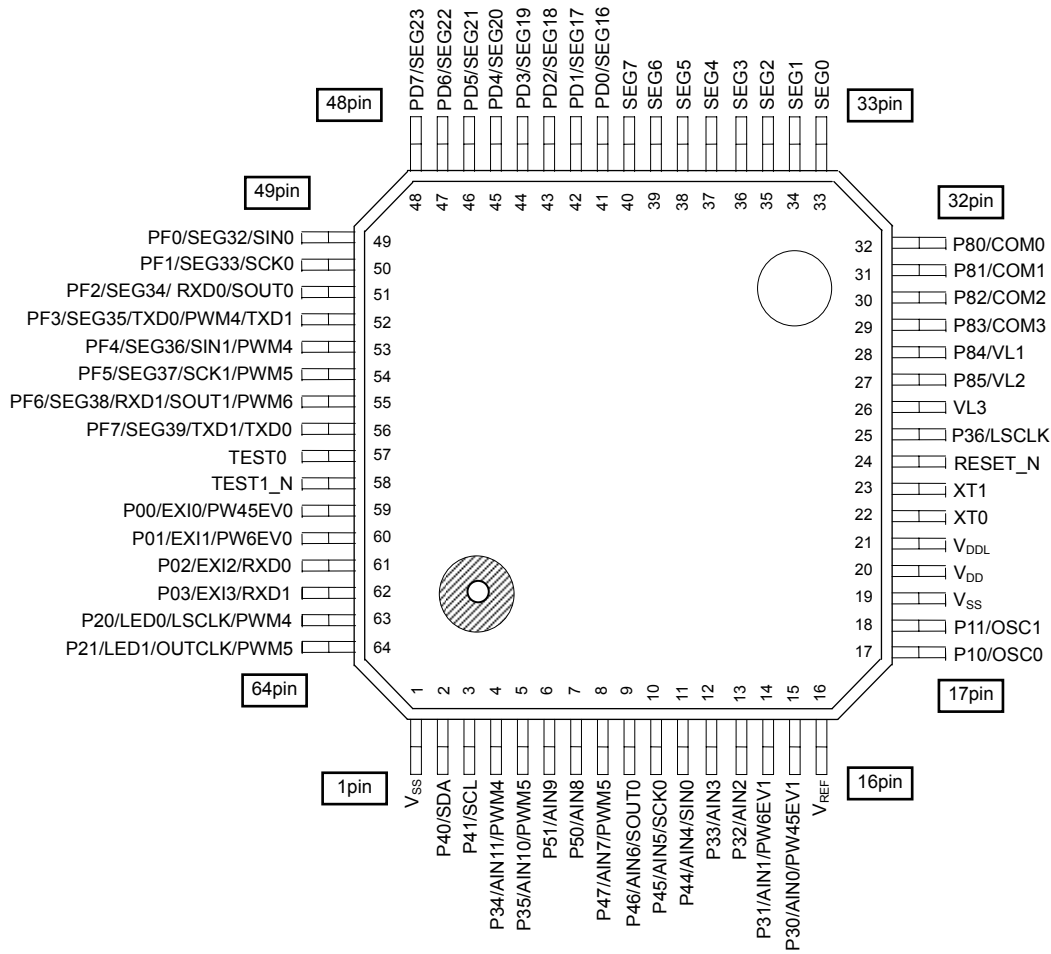 PD7/SEG23
PD6/SEG22
PD5/SEG21
PD4/SEG20
PD3/SEG19
PD2/SEG18
PD1/SEG17
PD0/SEG16
SEG7
SEG6
SEG5
SEG4
SEG3
SEG2
SEG1
SEG0
48pin
33pin
49pin
32pin
48
47
46
45
44
43
42
41
40
39
38
37
36
35
34
33
PF0/SEG32/SIN0 49
PF1/SEG33/SCK0 50
PF2/SEG34/ RXD0/SOUT0 51
PF3/SEG35/TXD0/PWM4/TXD1 52
PF4/SEG36/SIN1/PWM4 53
PF5/SEG37/SCK1/PWM5 54
PF6/SEG38/RXD1/SOUT1/PWM6 55
PF7/SEG39/TXD1/TXD0 56
TEST0 57
TEST1_N 58
P00/EXI0/PW45EV0 59
P01/EXI1/PW6EV0 60
P02/EXI2/RXD0 61
P03/EXI3/RXD1 62
P20/LED0/LSCLK/PWM4 63
P21/LED1/OUTCLK/PWM5 64
32 P80/COM0
31 P81/COM1
30 P82/COM2
29 P83/COM3
28 P84/VL1
27 P85/VL2
26 VL3
25 P36/LSCLK
24 RESET_N
23 XT1
22 XT0
21 VDDL
20 VDD
19 VSS
18 P11/OSC1
17 P10/OSC0
64pin
17pin
1
2
3
4
5
6
7
8
9
10
11
12
13
14
15
16
1pin
16pin
VSS
P40/SDA
P41/SCL
P34/AIN11/PWM4
P35/AIN10/PWM5
P51/AIN9
P50/AIN8
P47/AIN7/PWM5
P46/AIN6/SOUT0
P45/AIN5/SCK0
P44/AIN4/SIN0
P33/AIN3
P32/AIN2
P31/AIN1/PW6EV1
P30/AIN0/PW45EV1
VREF